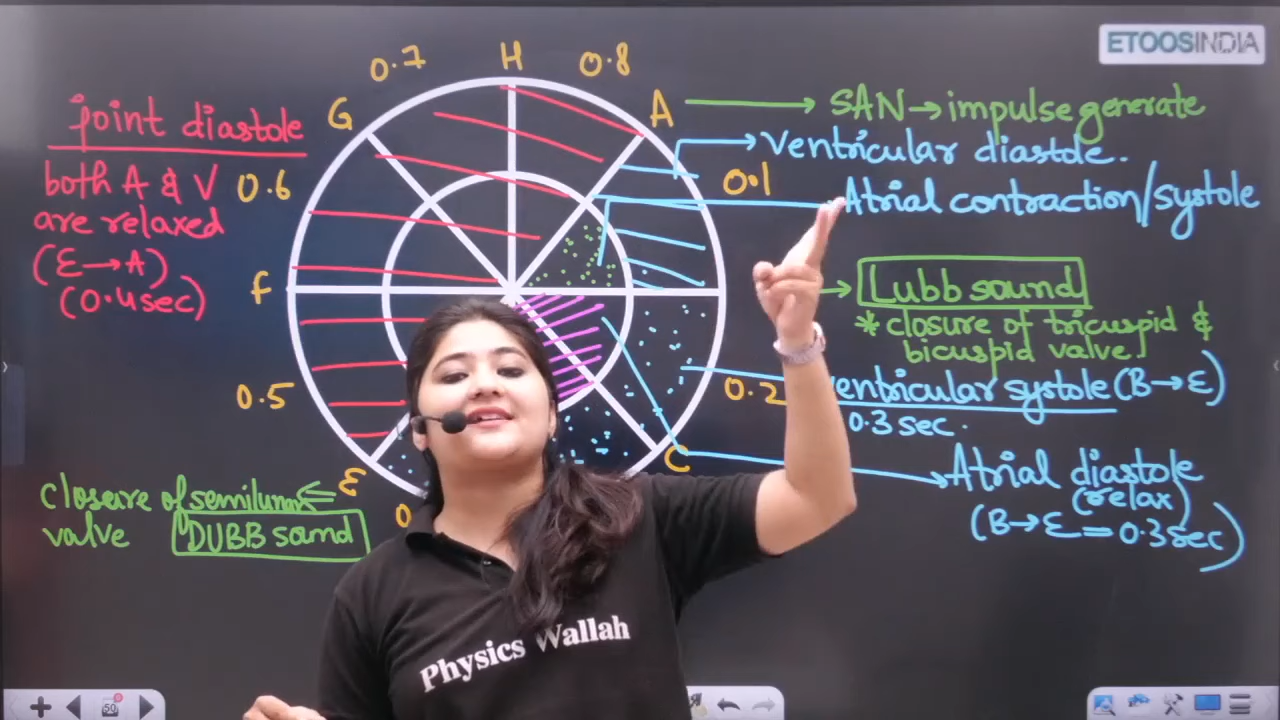 ETOOSINDIA
joint diastole
both A & V
are relaxed
(E→A)
(0.4sec)
0.7
H
0.8
G
A
0.6
0.1
F
0.5
0.2
E
C
0
SAN → impulse generate
Ventricular diastole.
Atrial contraction/systole
Lubb sound
* closure of tricuspid &
bicuspid valve.
ventricular systole (B→E)
0.3 sec.
Atrial diastole
(relax)
(B→E = 0.3sec)
closure of semilunar
valve DUBB sound
Physics Wallah
50